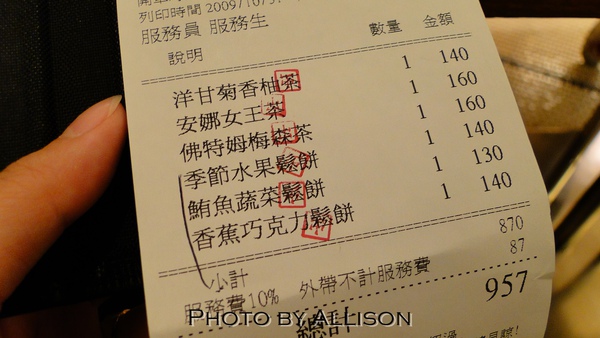 列印時間 2009/10/
服務員 服務生
說明 數量 金額
洋甘菊香柚茶 1 140
安娜女王茶 1 160
佛特姆梅森茶 1 160
季節水果鬆餅 1 140
鮪魚蔬菜鬆餅 1 130
香蕉巧克力鬆餅 1 140
小計 870
服務費10% 外帶不計服務費 87
總計 957
PHOTO BY ALLISON